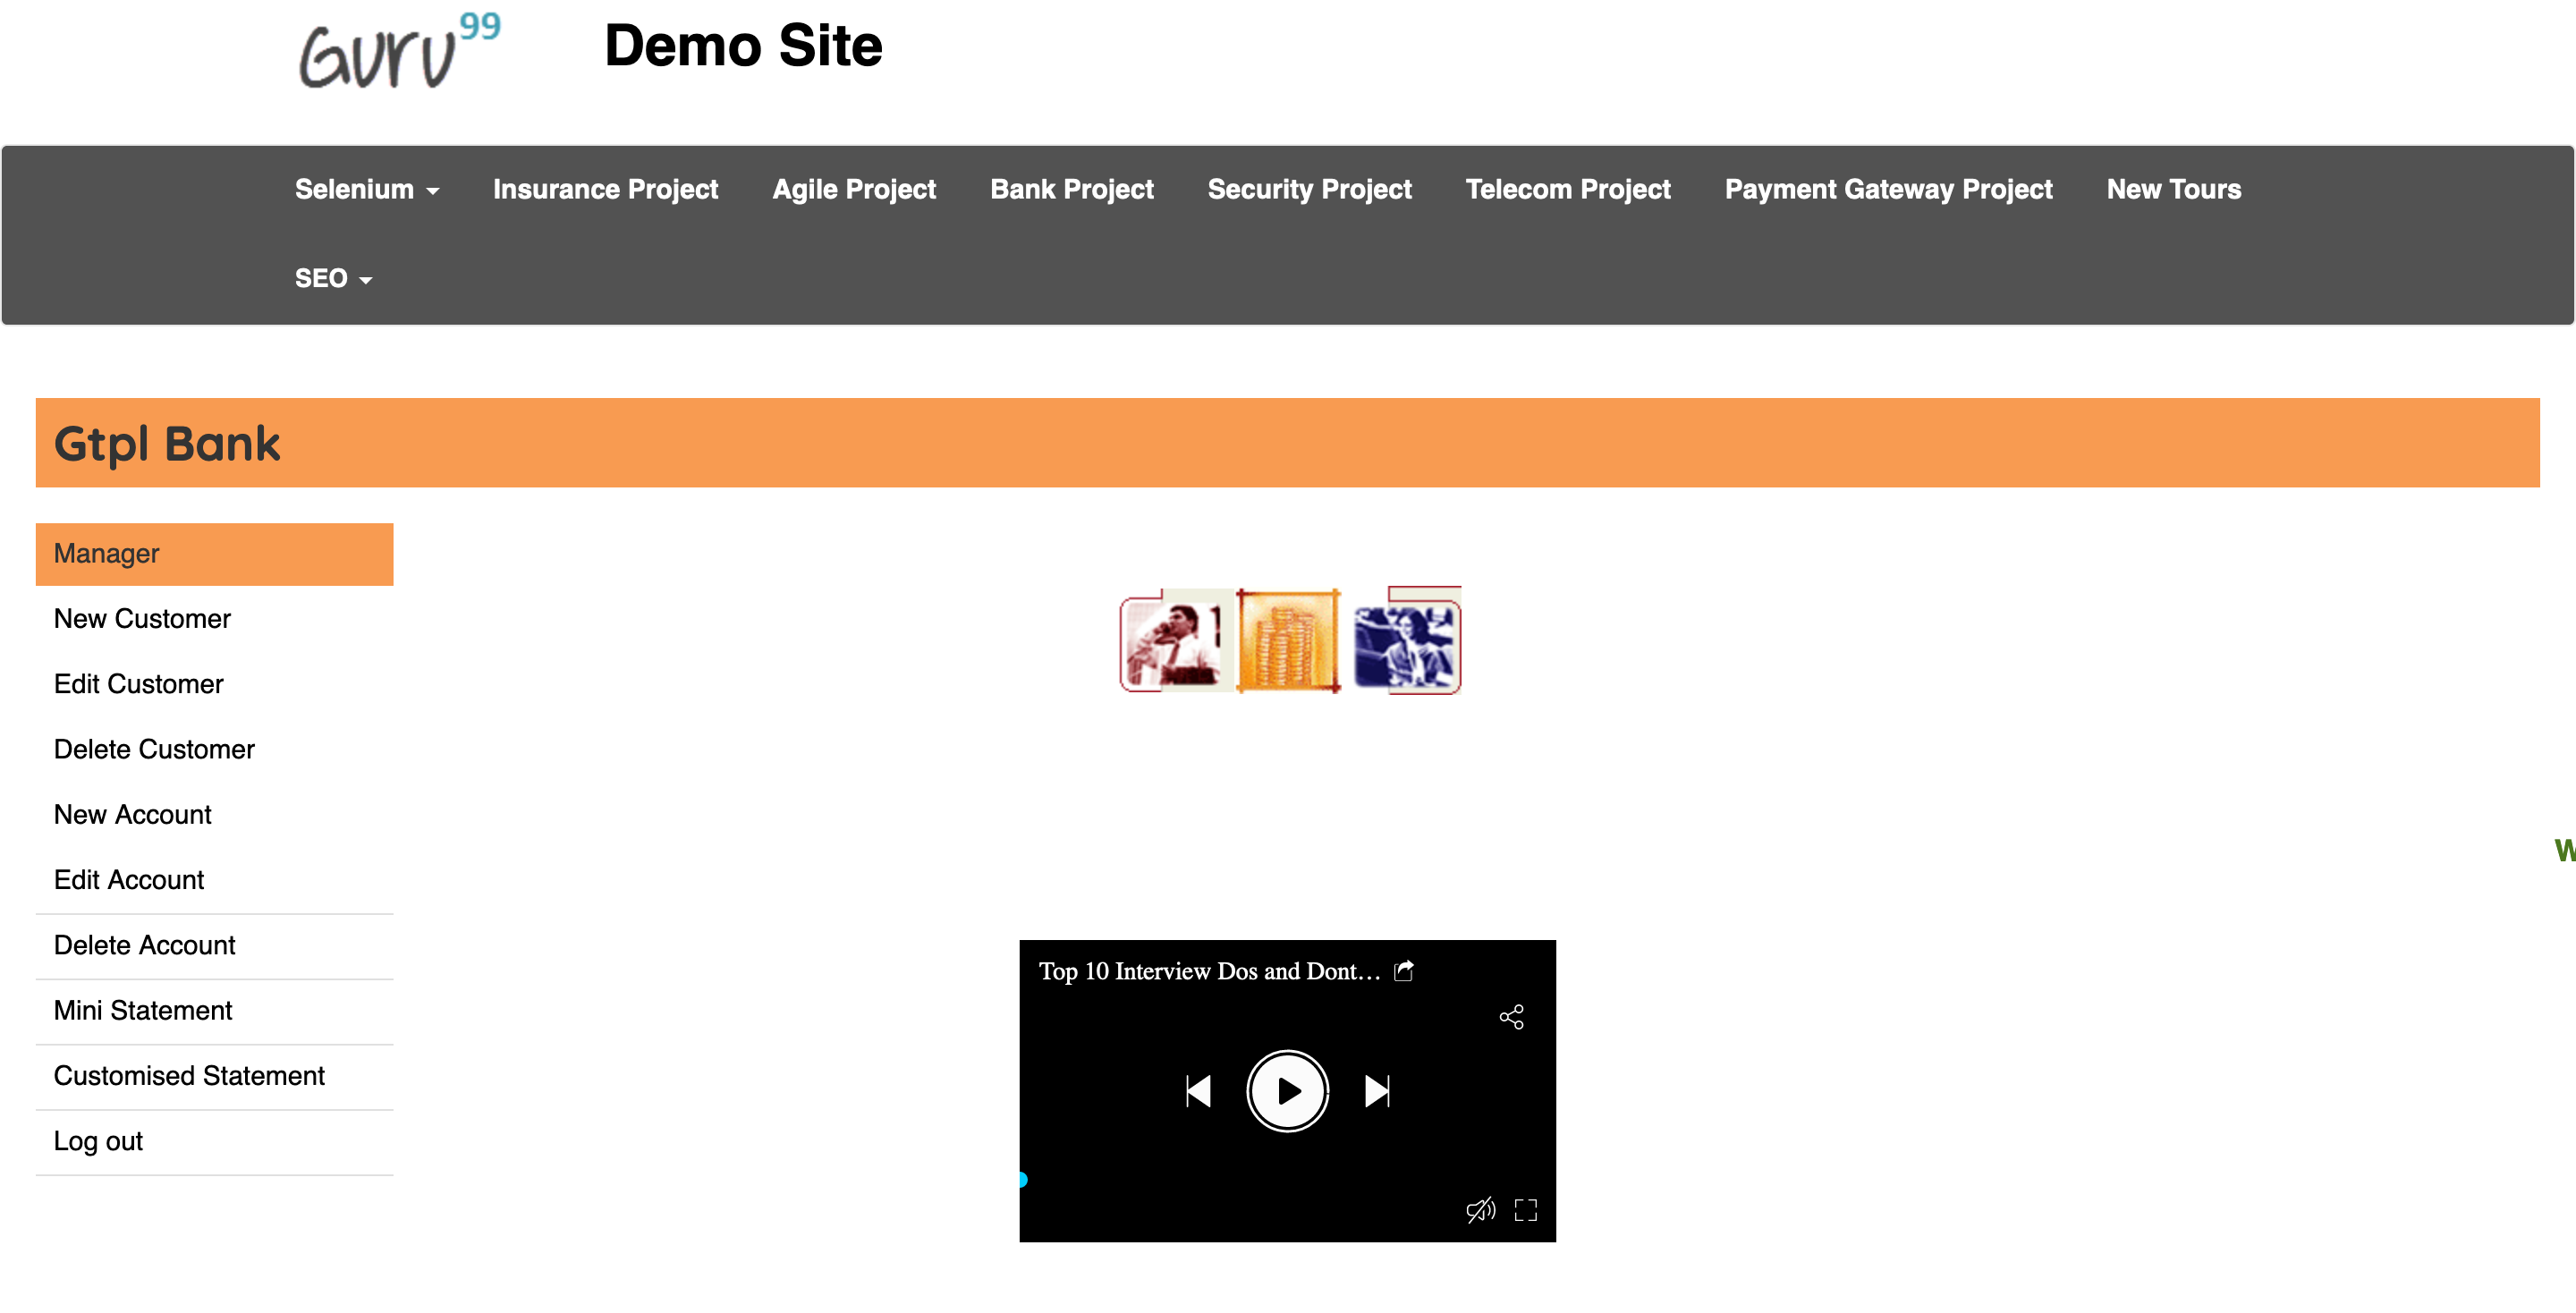 Guru99
Demo Site
Selenium Insurance Project Agile Project Bank Project Security Project Telecom Project Payment Gateway Project New Tours
SEO
Gtpl Bank
Manager
New Customer
Edit Customer
Delete Customer
New Account
W
Edit Account
Delete Account
Top 10 Interview Dos and Dont...
Mini Statement
Customised Statement
Log out